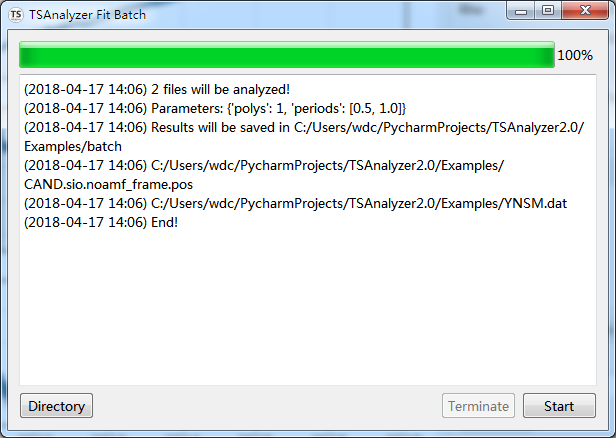 TS TSAnalyzer Fit Batch
100%
(2018-04-17 14:06) 2 files will be analyzed!
(2018-04-17 14:06) Parameters: {'polys': 1, 'periods': [0.5, 1.0]}
(2018-04-17 14:06) Results will be saved in C:/Users/wdc/PycharmProjects/TSAnalyzer2.0/
Examples/batch
(2018-04-17 14:06) C:/Users/wdc/PycharmProjects/TSAnalyzer2.0/Examples/
CAND.sio.noamf_frame.pos
(2018-04-17 14:06) C:/Users/wdc/PycharmProjects/TSAnalyzer2.0/Examples/YNSM.dat
(2018-04-17 14:06) End!
Directory Terminate Start